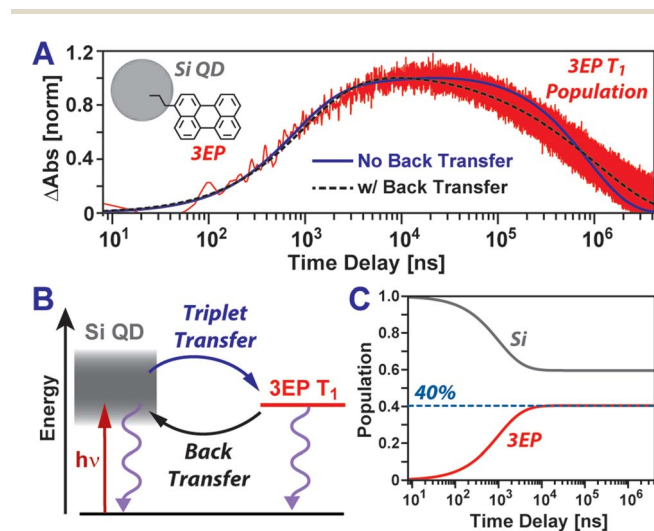 A
1.2
0.8
0.4
0
ΔAbs [norm]
Si QD
3EP
3EP T₁
Population
No Back Transfer
w/ Back Transfer
10¹ 10² 10³ 10⁴ 10⁵ 10⁶
Time Delay [ns]
B
Energy
Si QD
Triplet
Transfer
3EP T₁
Back
Transfer
hν
C
1.0
0.8
0.6
0.4
0.2
0
Population
Si
40%
3EP
10¹ 10² 10³ 10⁴ 10⁵ 10⁶
Time Delay [ns]